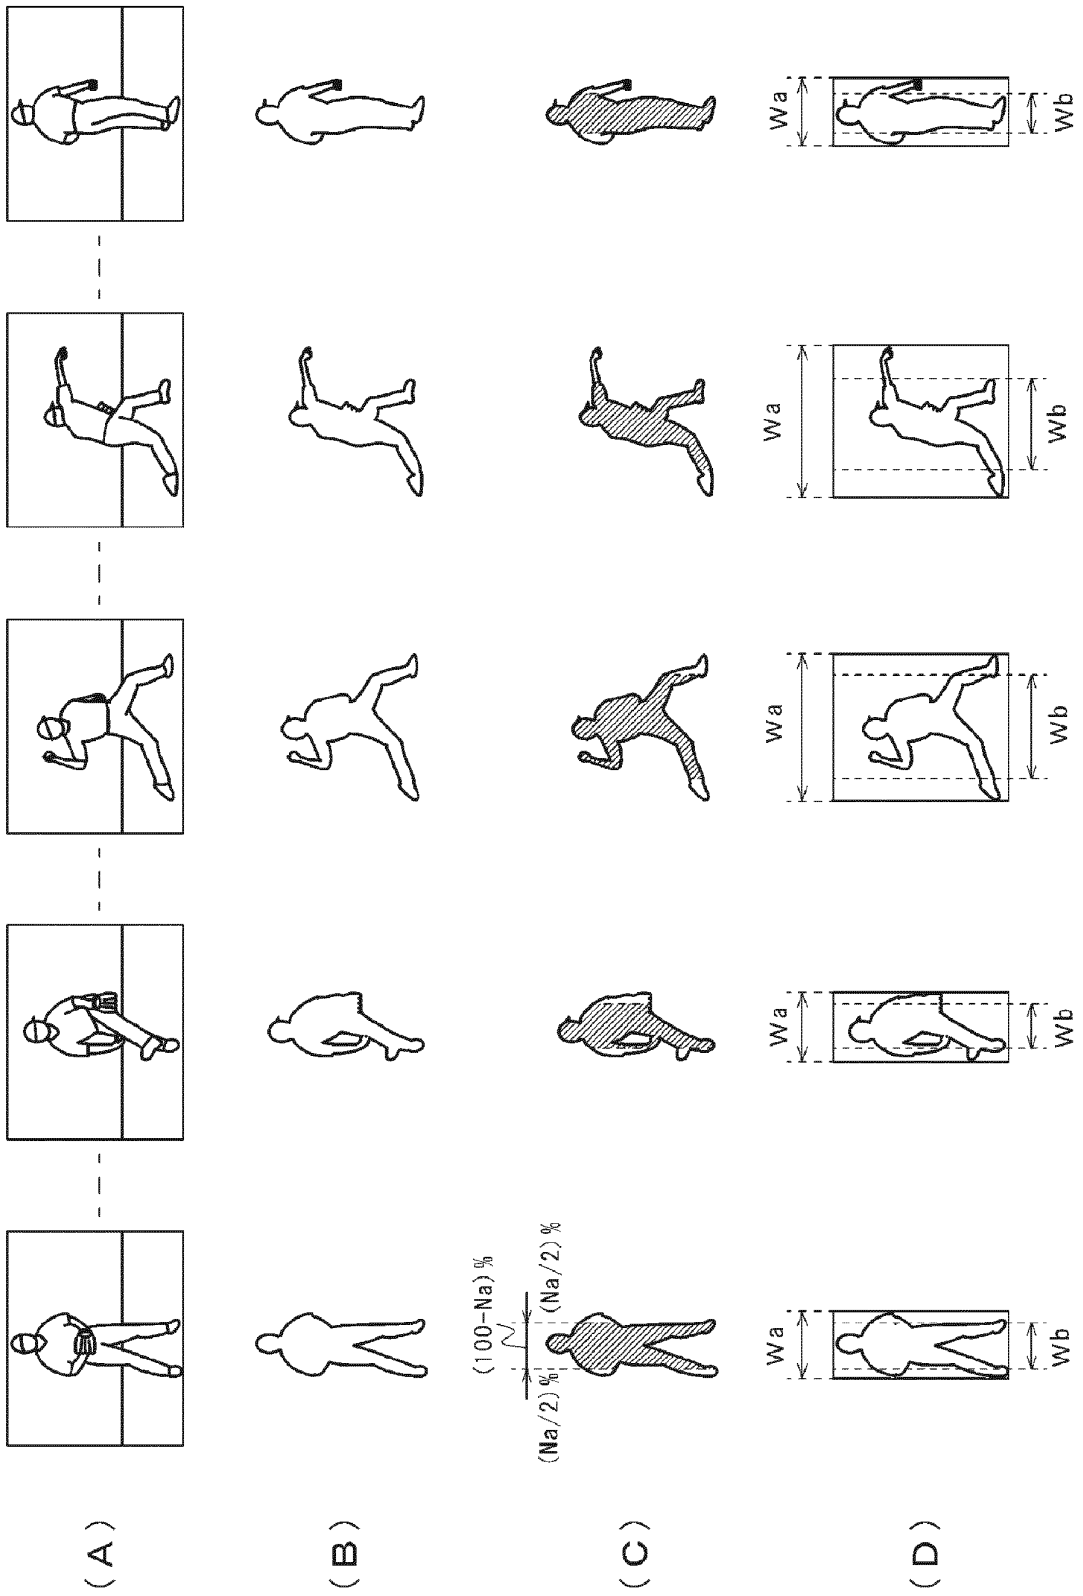 (A)
(B)
(100-Na)%
(Na/2)% (Na/2)%
(C)
Wa Wa Wa Wa Wa
(D)
Wb Wb Wb Wb Wb